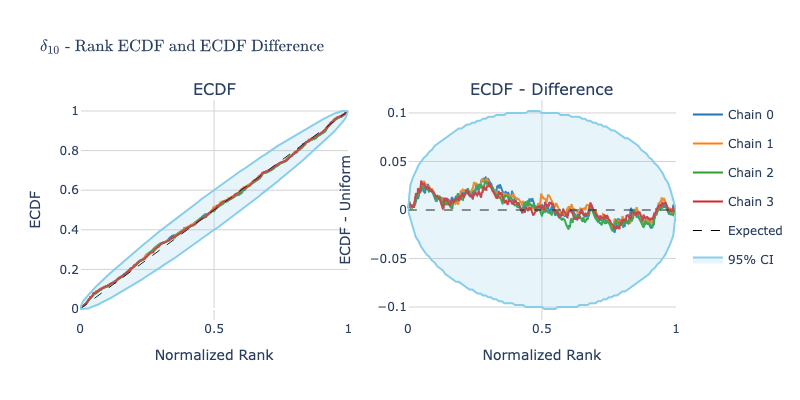 δ₁₀ - Rank ECDF and ECDF Difference
ECDF
1
0.8
0.6
0.4
0.2
0
ECDF
0
0.5
1
Normalized Rank
ECDF - Difference
0.1
0.05
0
−0.05
−0.1
ECDF - Uniform
0
0.5
1
Normalized Rank
Chain 0
Chain 1
Chain 2
Chain 3
Expected
95% CI